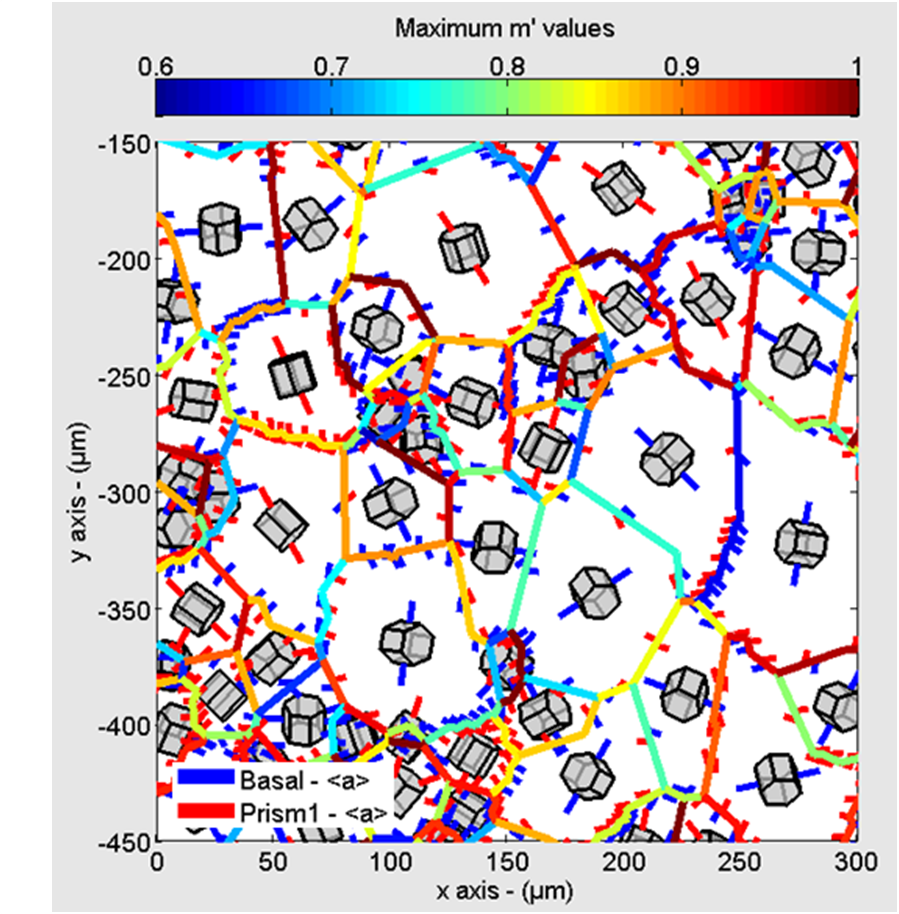 Maximum m' values
0.6 0.7 0.8 0.9 1
-150
-200
-250
-300
-350
-400
-450
y axis - (μm)
Basal - <a>
Prism1 - <a>
0 50 100 150 200 250 300
x axis - (μm)